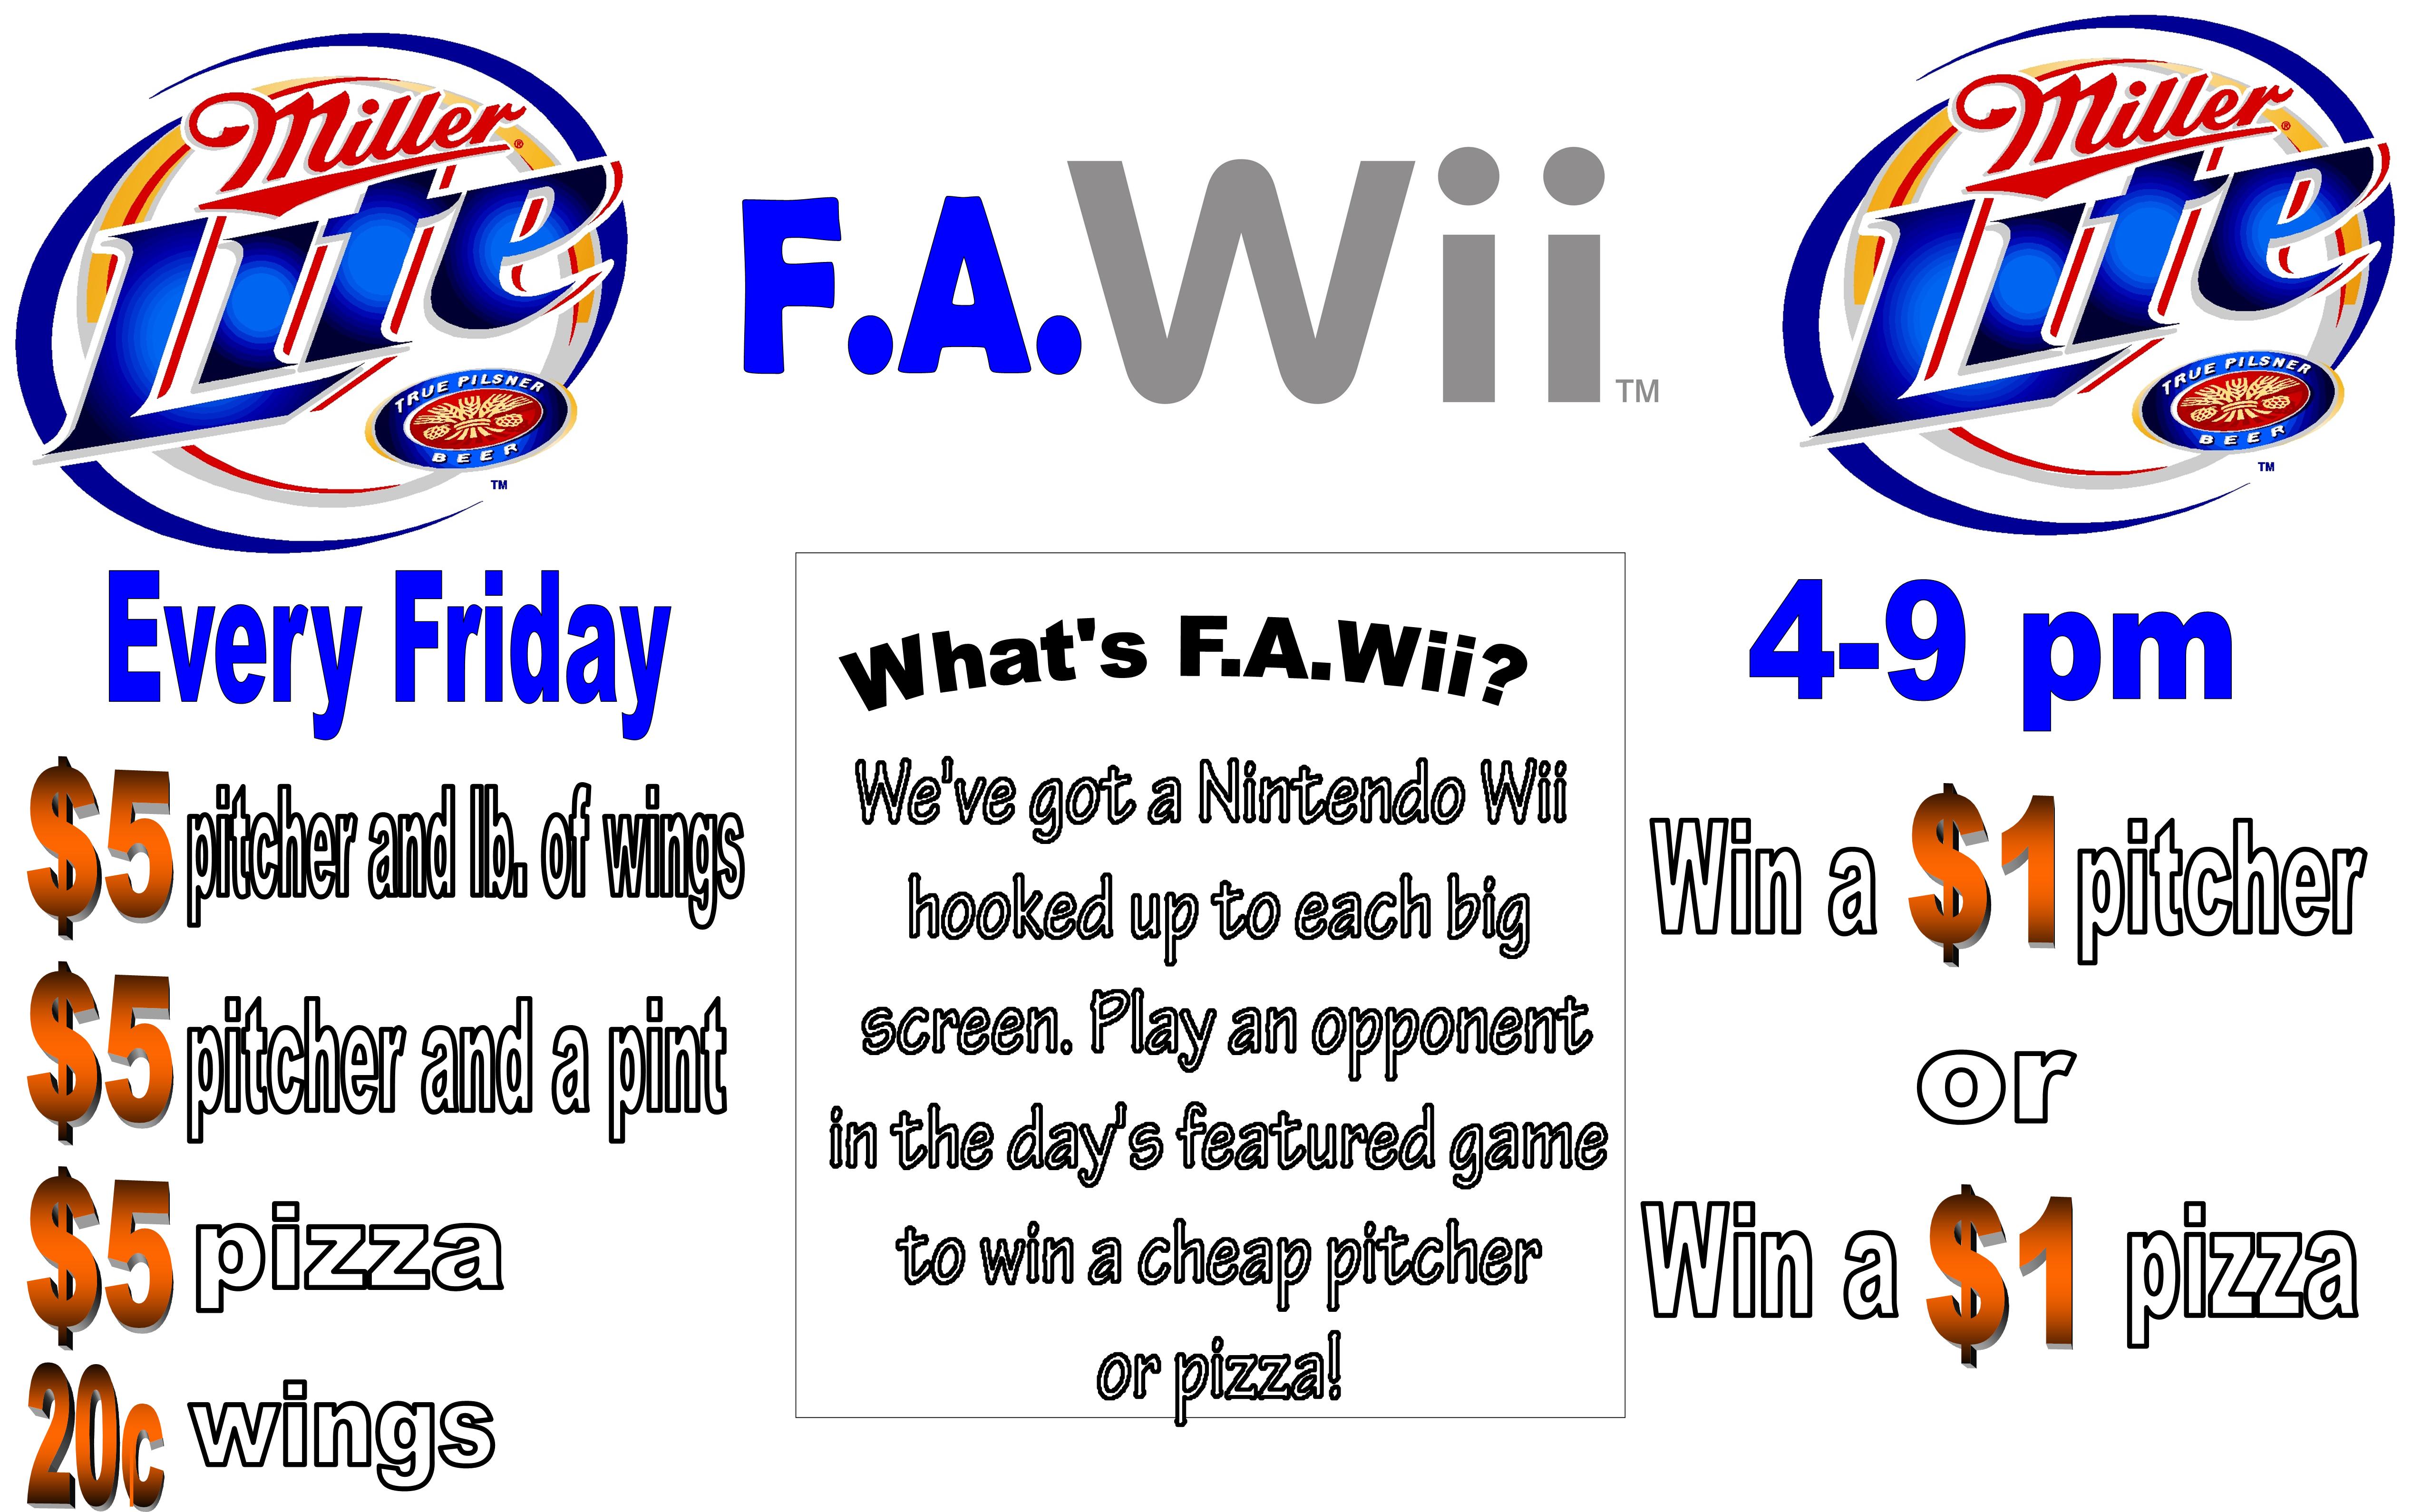 Miller®
Lite
TRUE PILSNER
BEER
TM
F.A.Wii TM
Miller®
Lite
TRUE PILSNER
BEER
TM
Every Friday
$5 pitcher and lb. of wings
$5 pitcher and a pint
$5 pizza
20¢ wings
What's F.A.Wii?
We've got a Nintendo Wii
hooked up to each big
screen. Play an opponent
in the day's featured game
to win a cheap pitcher
or pizza!
4-9 pm
Win a $1 pitcher
or
Win a $1 pizza